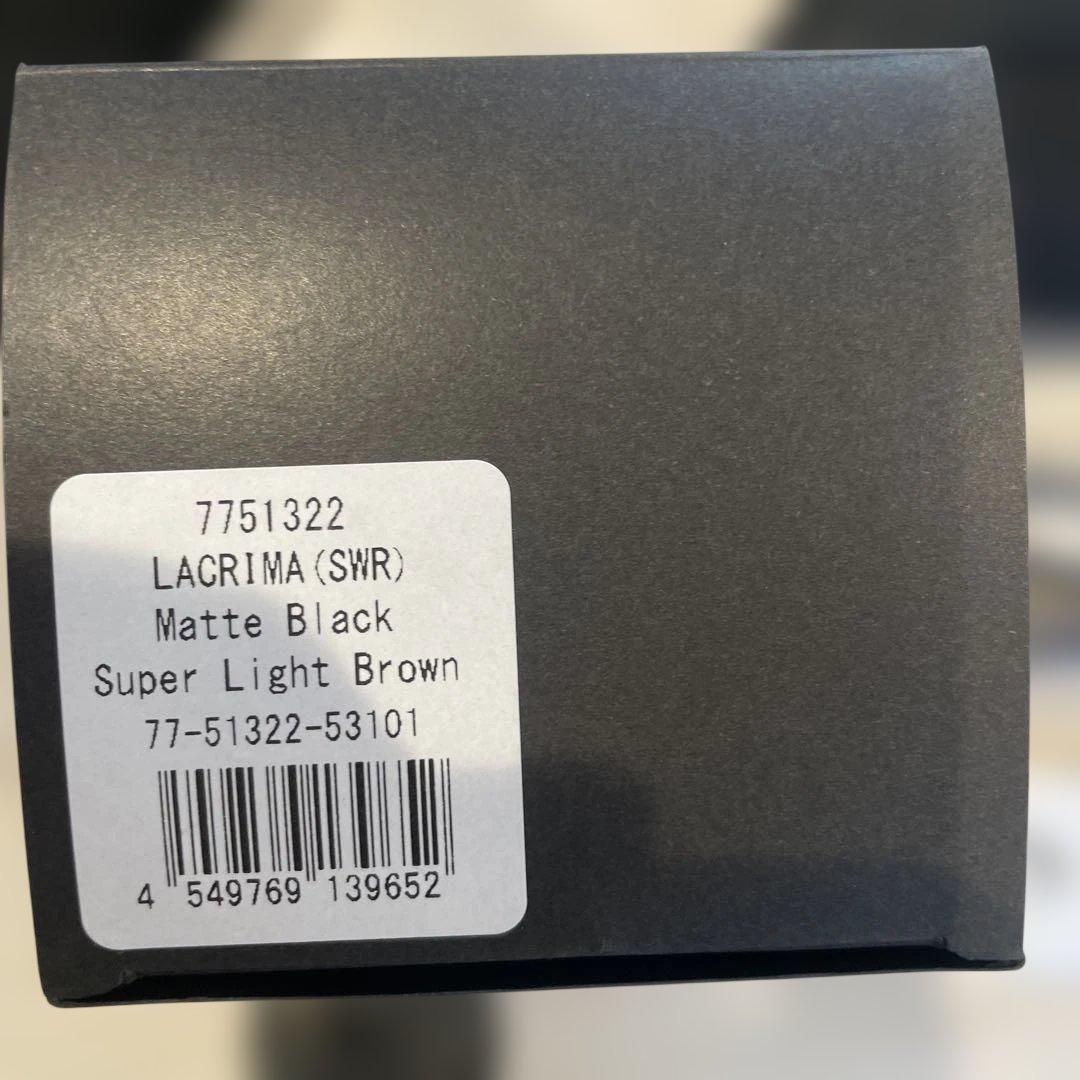 7751322
LACRIMA(SWR)
Matte Black
Super Light Brown
77-51322-53101
4 549769 139652